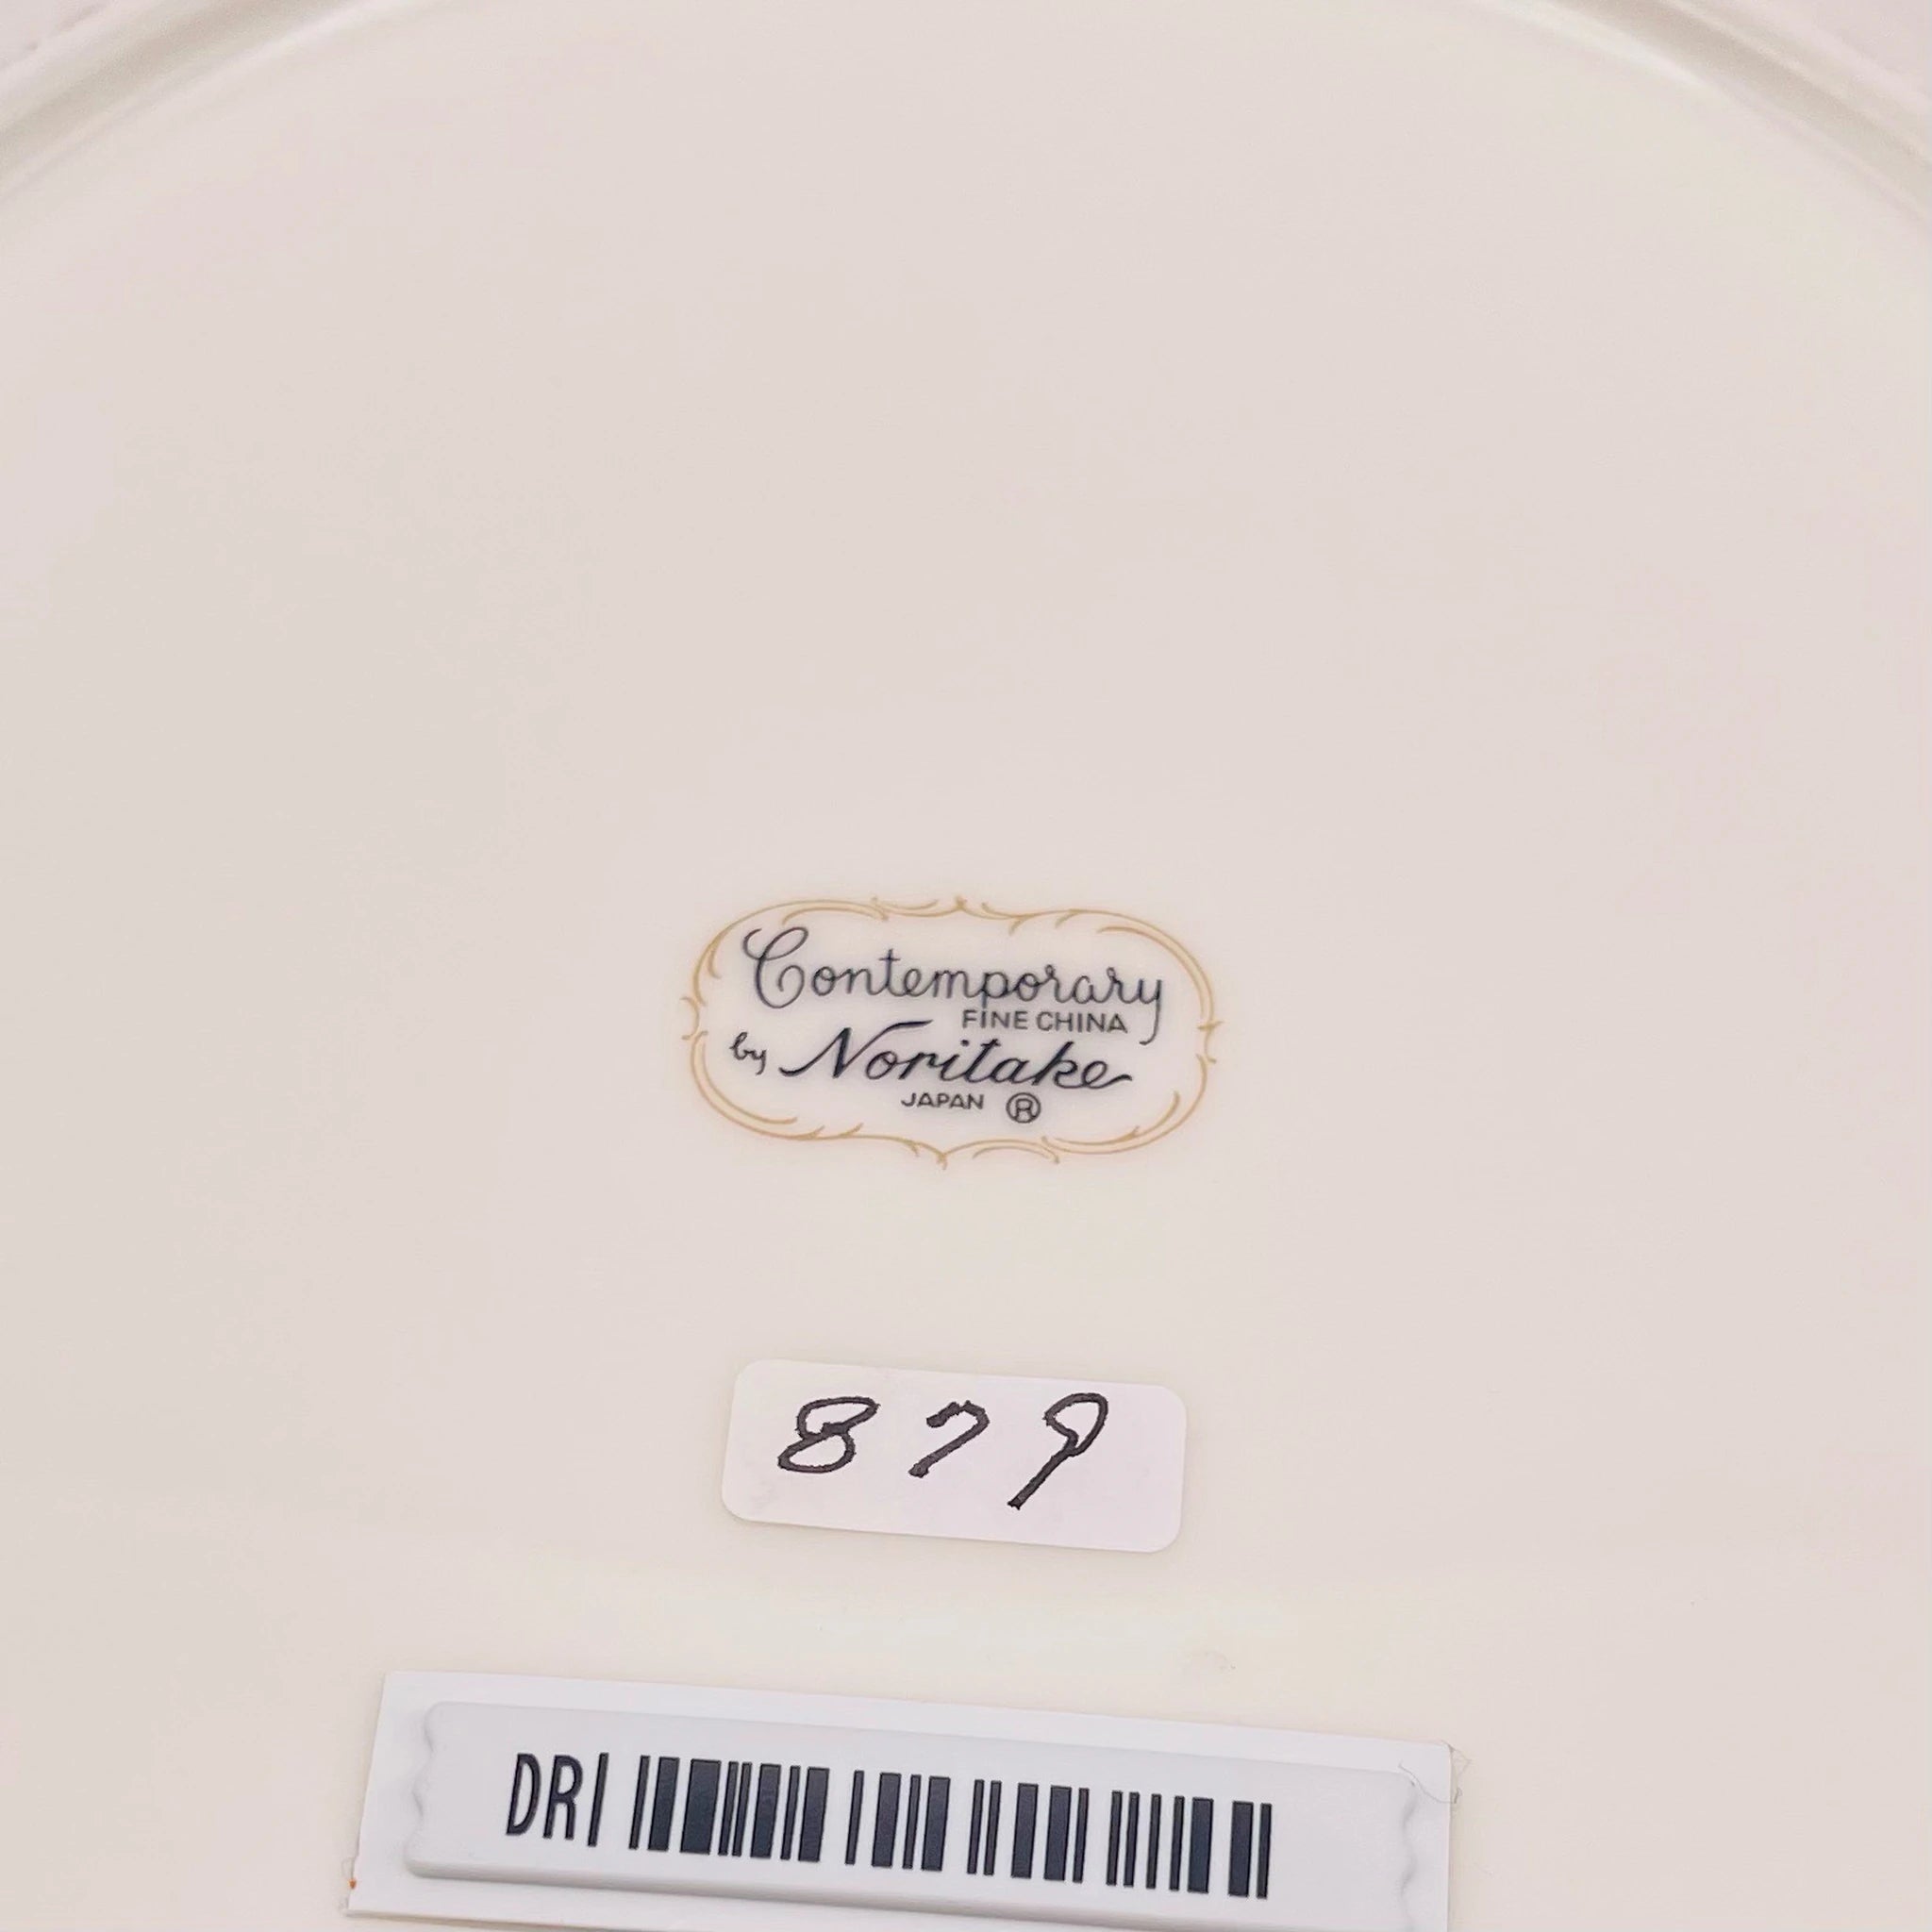 Contemporary
FINE CHINA
by Noritake
JAPAN ®
879
DRI